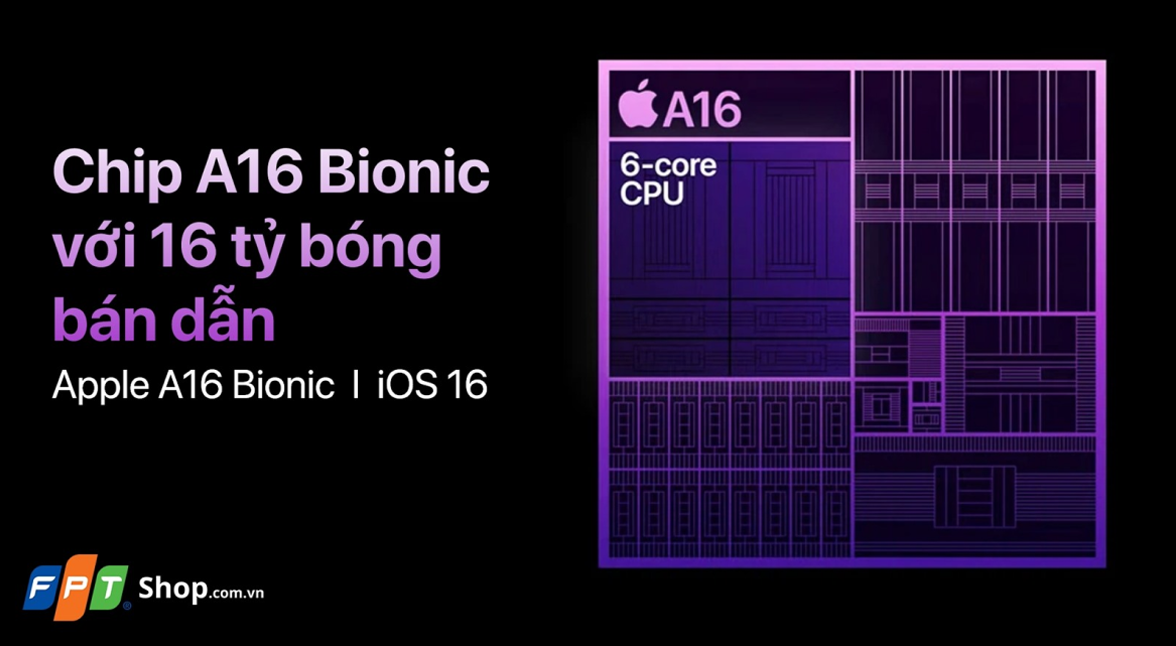 Chip A16 Bionic
với 16 tỷ bóng
bán dẫn
Apple A16 Bionic | iOS 16
A16
6-core
CPU
FPT Shop.com.vn